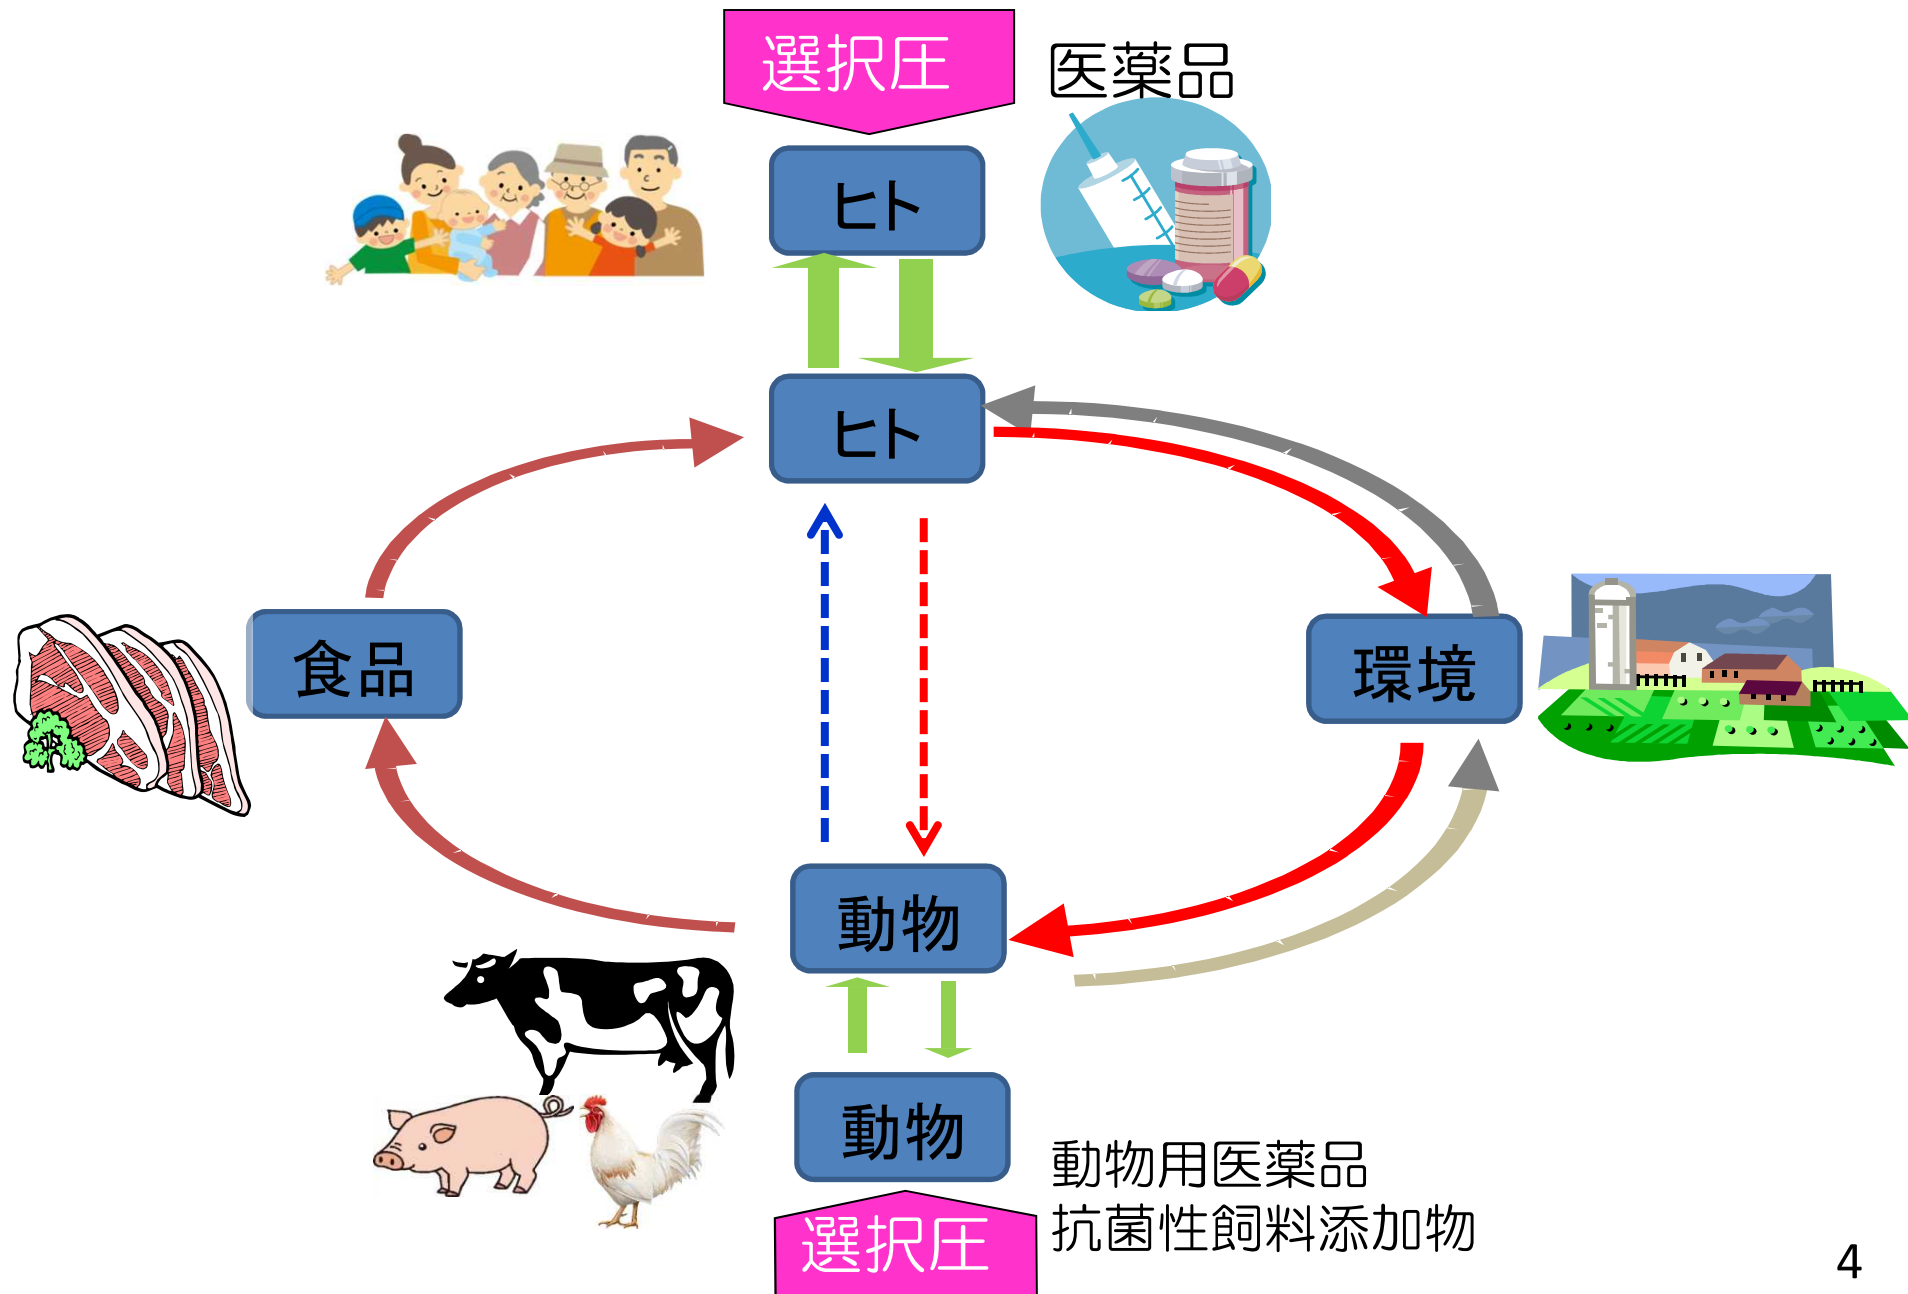 選択圧
医薬品
ヒト
ヒト
食品
環境
動物
動物
動物用医薬品
抗菌性飼料添加物
選択圧
4